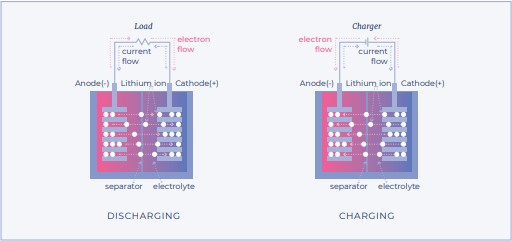 Load
electron
flow
current
flow
Anode(-) Lithium ion Cathode(+)
separator electrolyte
DISCHARGING
Charger
electron
flow
current
flow
Anode(-) Lithium ion Cathode(+)
separator electrolyte
CHARGING